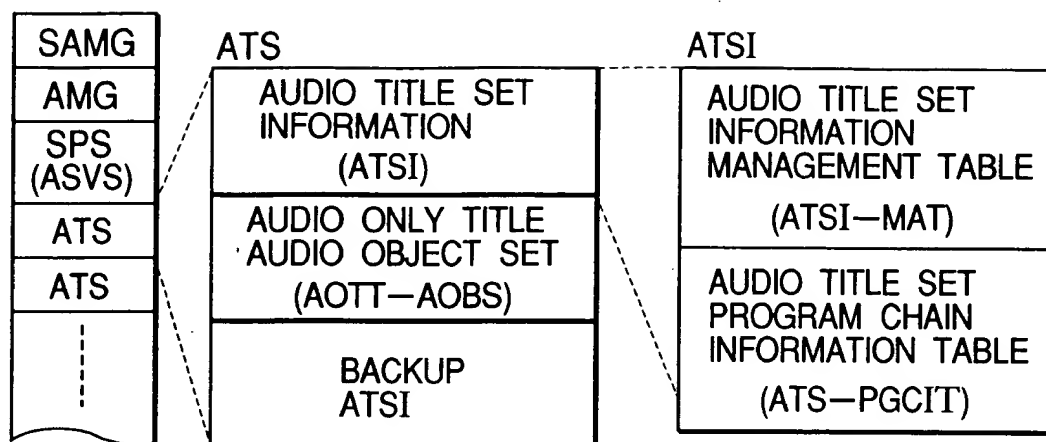 SAMG
AMG
SPS
(ASVS)
ATS
ATS
ATS
AUDIO TITLE SET
INFORMATION
(ATSI)
AUDIO ONLY TITLE
AUDIO OBJECT SET
(AOTT-AOBS)
BACKUP
ATSI
ATSI
AUDIO TITLE SET
INFORMATION
MANAGEMENT TABLE
(ATSI-MAT)
AUDIO TITLE SET
PROGRAM CHAIN
INFORMATION TABLE
(ATS-PGCIT)